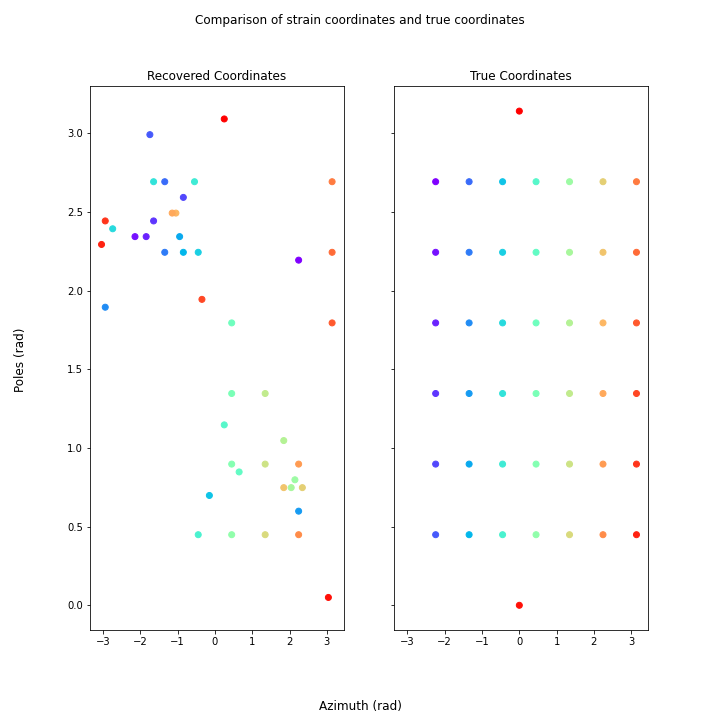 Comparison of strain coordinates and true coordinates
Recovered Coordinates
True Coordinates
Poles (rad)
3.0
2.5
2.0
1.5
1.0
0.5
0.0
−3 −2 −1 0 1 2 3
−3 −2 −1 0 1 2 3
Azimuth (rad)